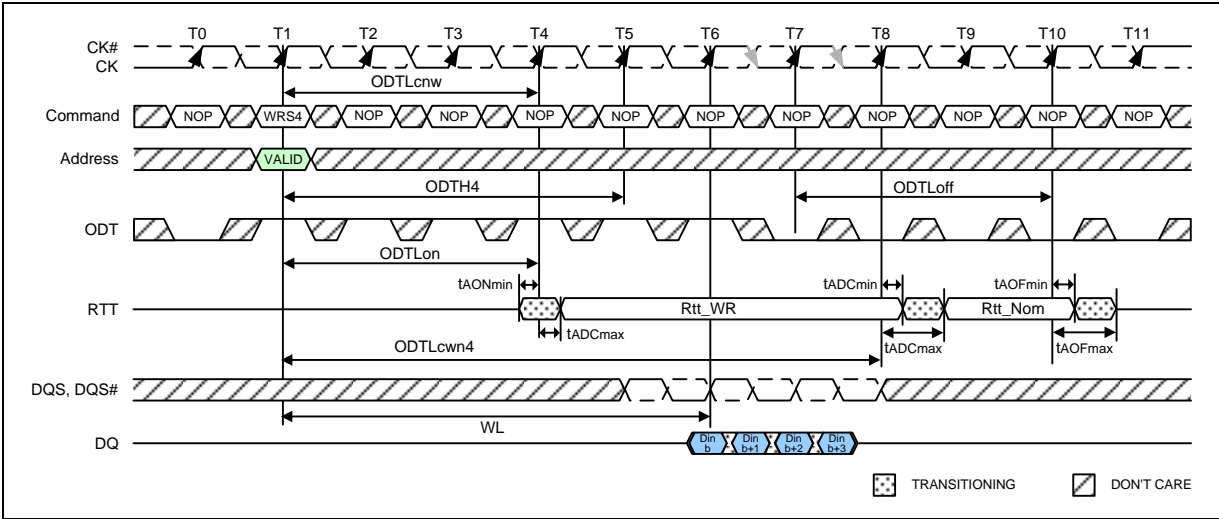 T0 T1 T2 T3 T4 T5 T6 T7 T8 T9 T10 T11
CK#
CK
ODTLcnw
Command NOP WRS4 NOP NOP NOP NOP NOP NOP NOP NOP NOP NOP
Address VALID
ODTH4 ODTLoff
ODT
ODTLon
tAONmin tADCmin tAOFmin
RTT Rtt_WR Rtt_Nom
tADCmax tADCmax tAOFmax
ODTLcwn4
DQS, DQS#
WL
DQ Din b Din b+1 Din b+2 Din b+3
TRANSITIONING DON'T CARE